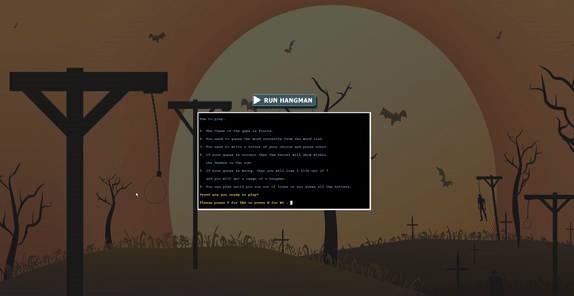 RUN HANGMAN
How to play:
1. The theme of the game is fruits.
2. You need to guess the word correctly from the word list.
3. You need to write a letter of your choice and press enter.
4. If your guess is correct then the letter will show within
the dashes to the sum
5. If your guess is wrong, then you will lose 1 life out of 7
and you will get a image of a hangman.
6. You can play until you run out of lives or you guess all the letters.
are you ready to play?
Please press Y for YES or press N for NO :